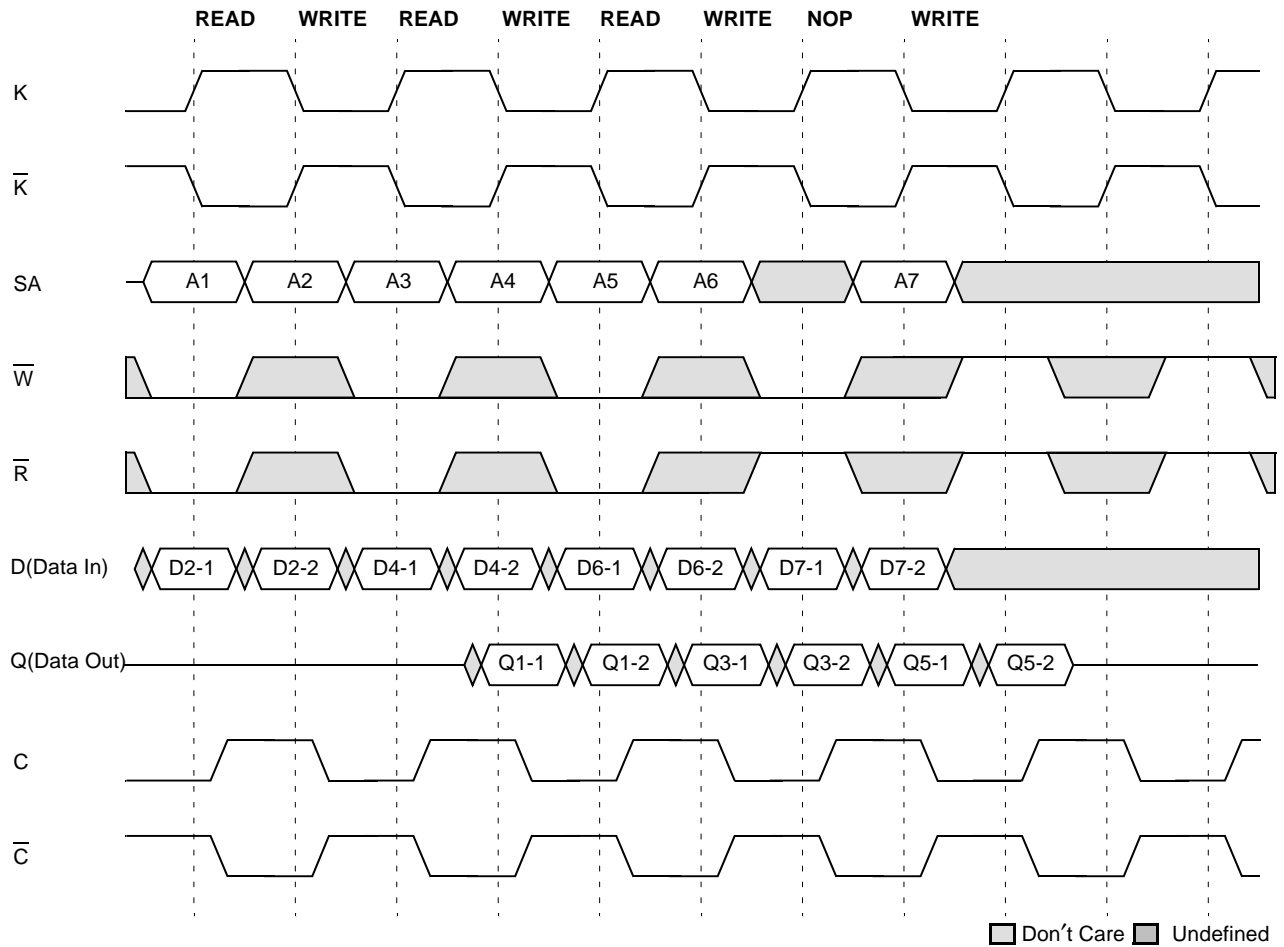 READ WRITE READ WRITE READ NOP WRITE
K
K̅
SA A1 A2 A3 A4 A5 A6 A7
W̅
R̅
D(Data In) D2-1 D2-2 D4-1 D4-2 D6-1 D6-2 D7-1 D7-2
Q(Data Out) Q1-1 Q1-2 Q3-1 Q3-2 Q5-1 Q5-2
C
C̅
Don′t Care Undefined